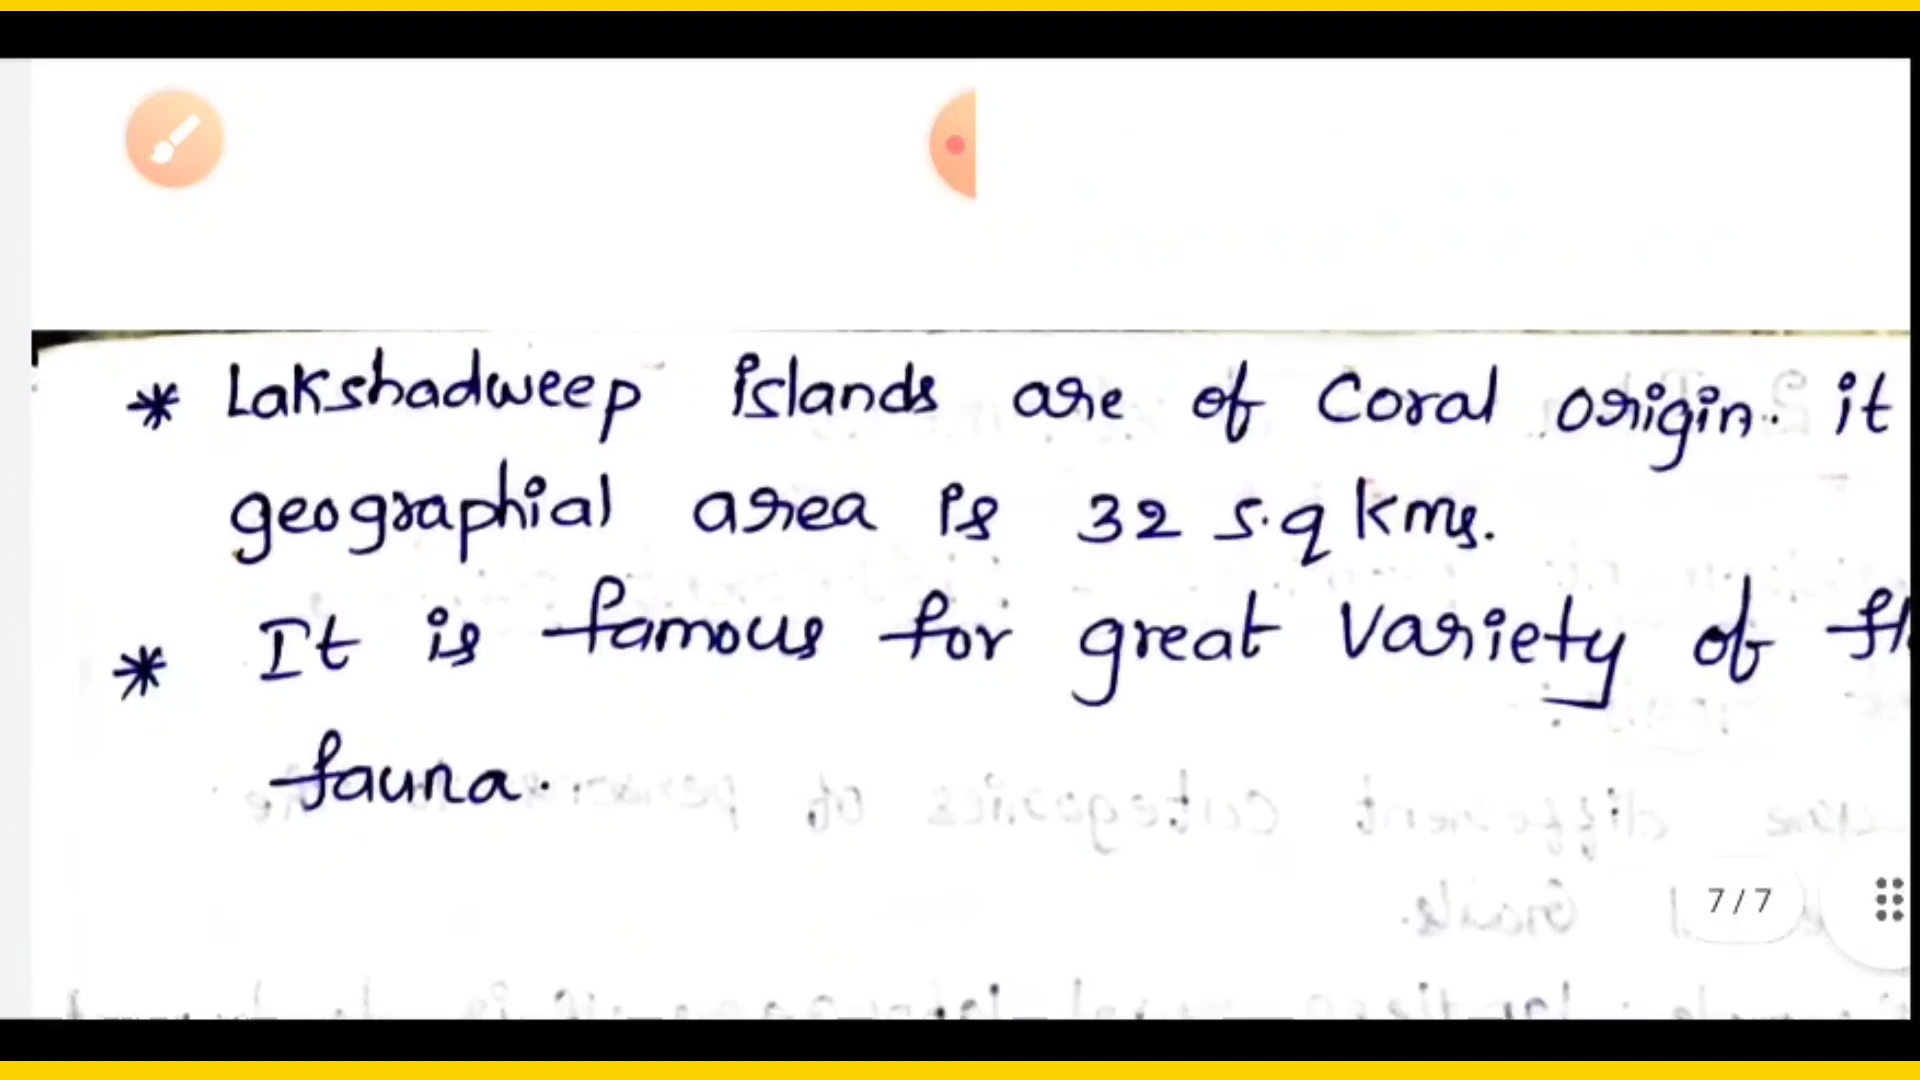 * Lakshadweep islands are of Coral origin. it
geographial area is 32 s.q kms.
* It is famous for great variety of
fauna.
7/7